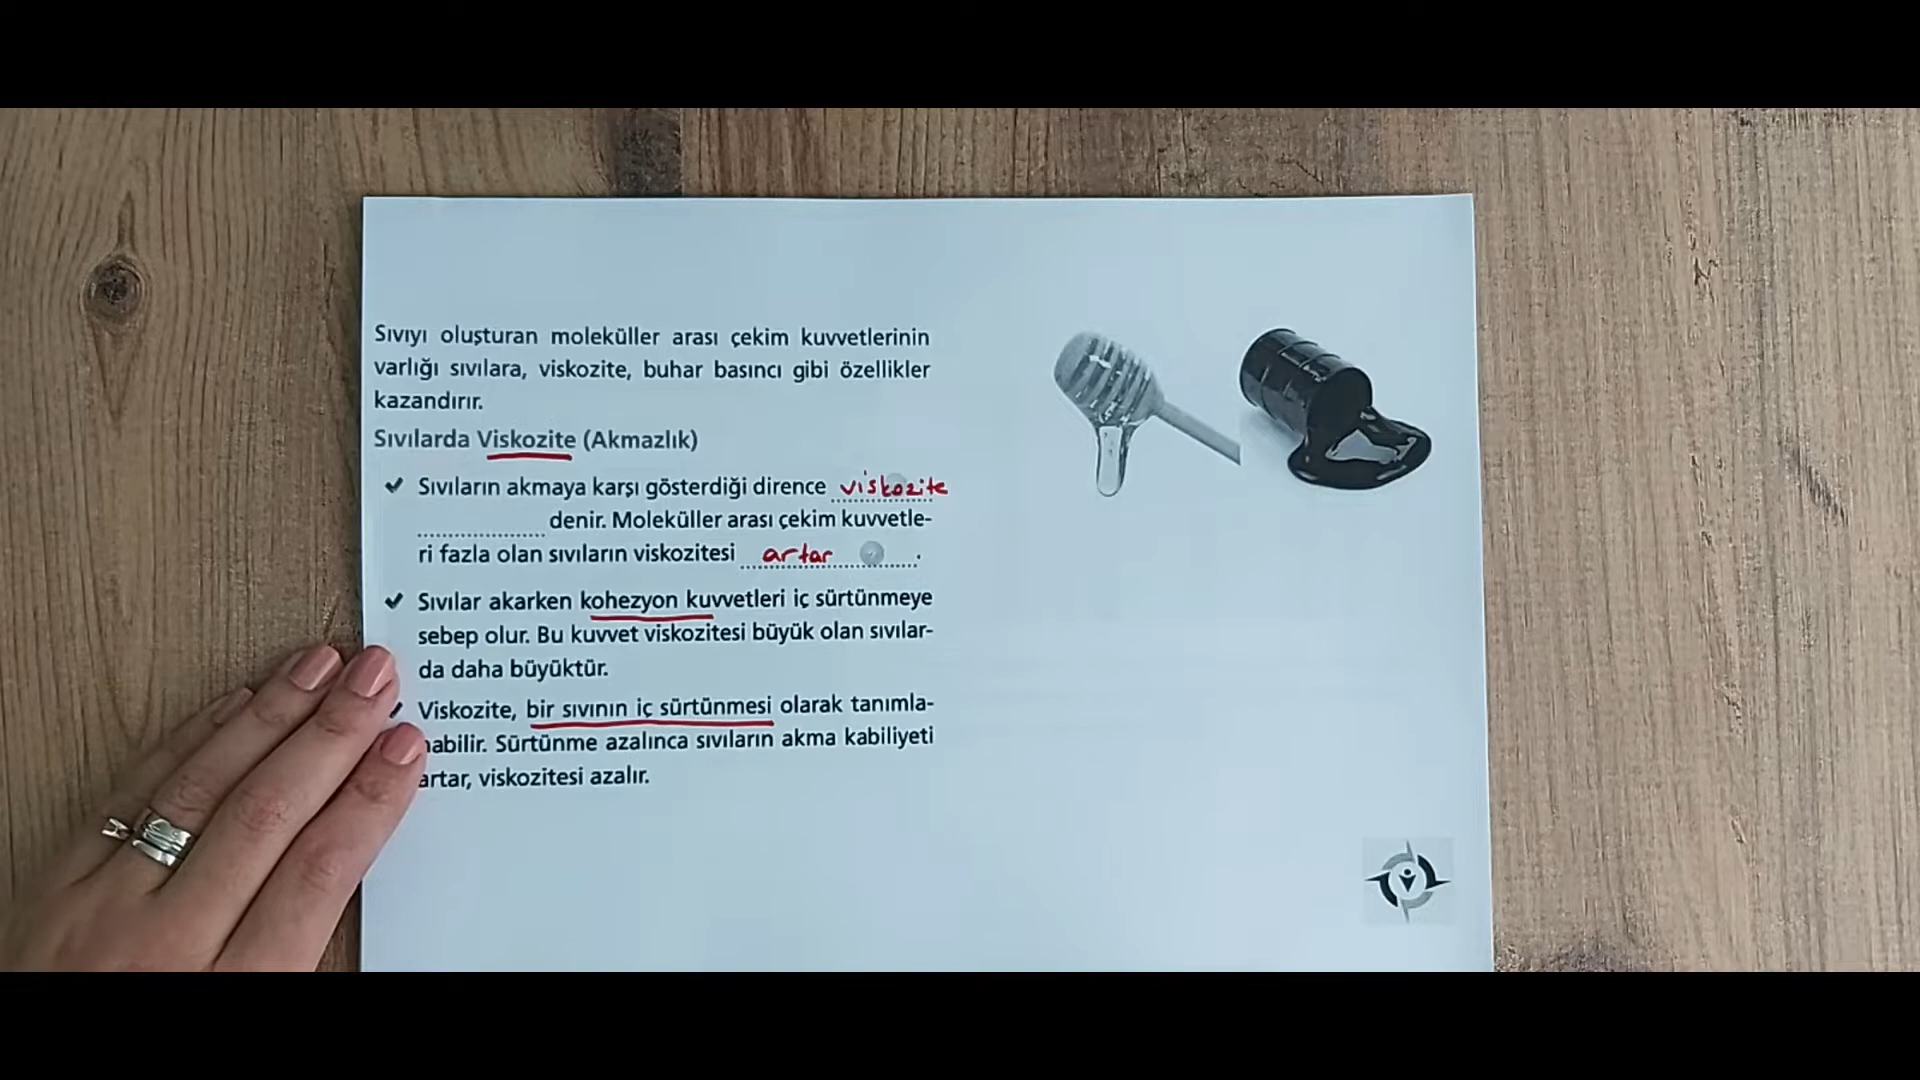 Sıvıyı oluşturan moleküller arası çekim kuvvetlerinin
varlığı sıvılara, viskozite, buhar basıncı gibi özellikler
kazandırır.
Sıvılarda Viskozite (Akmazlık)
✓ Sıvıların akmaya karşı gösterdiği dirence viskozite
.................... denir. Moleküller arası çekim kuvvetle-
ri fazla olan sıvıların viskozitesi artar .
✓ Sıvılar akarken kohezyon kuvvetleri iç sürtünmeye
sebep olur. Bu kuvvet viskozitesi büyük olan sıvılar-
da daha büyüktür.
✓ Viskozite, bir sıvının iç sürtünmesi olarak tanımla-
nabilir. Sürtünme azalınca sıvıların akma kabiliyeti
artar, viskozitesi azalır.